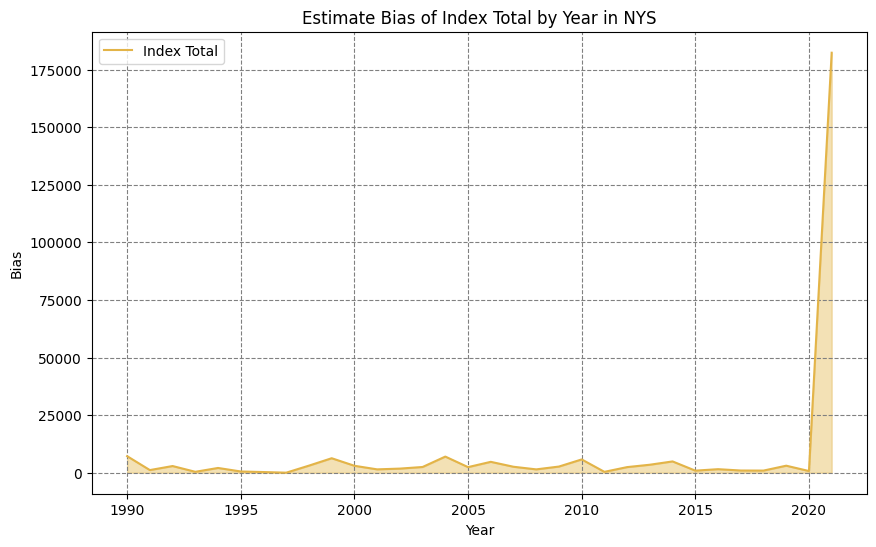 Estimate Bias of Index Total by Year in NYS
Index Total
175000
150000
125000
100000
75000
50000
25000
0
Bias
1990 1995 2000 2005 2010 2015 2020
Year